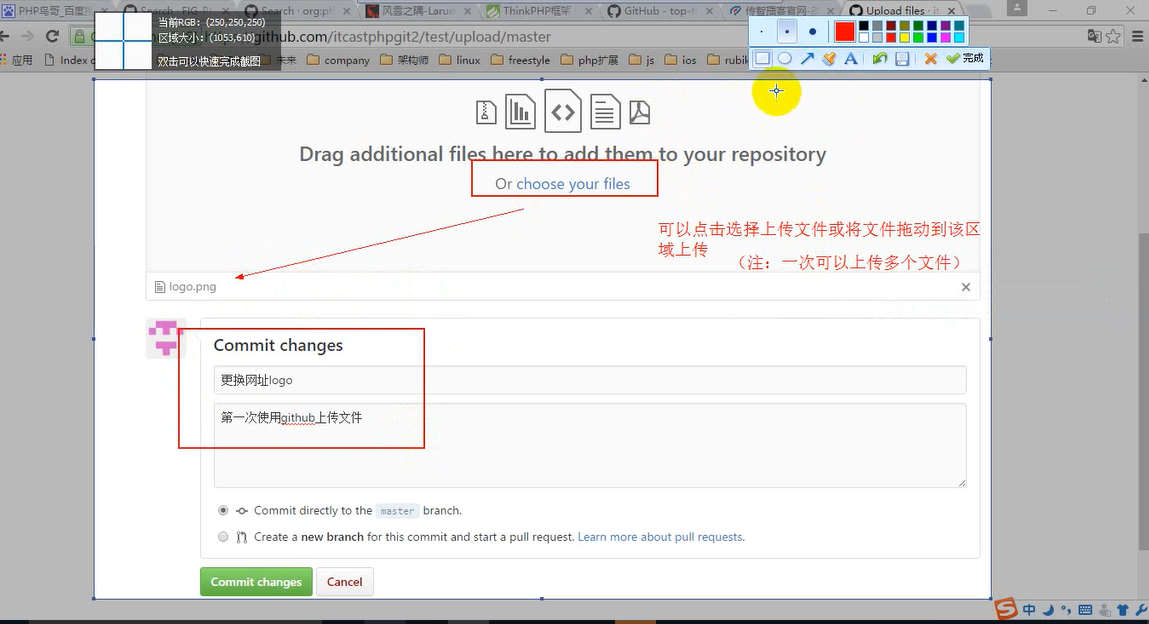 PHP鸟哥_百度
Search · FIG-P
Search · org:p
风雪之隅-Larue
ThinkPHP框架
GitHub - top-t
传智播客官网-
Upload files · i
当前RGB: (250,250,250)
区域大小: (1053,610)
双击可以快速完成截图
github.com/itcastphpgit2/test/upload/master
应用
Index
未来
company
架构师
linux
freestyle
php扩展
js
ios
rubik
A
完成
Drag additional files here to add them to your repository
Or choose your files
可以点击选择上传文件或将文件拖动到该区
域上传
（注：一次可以上传多个文件）
logo.png
Commit changes
更换网址logo
第一次使用github上传文件
Commit directly to the master branch.
Create a new branch for this commit and start a pull request. Learn more about pull requests.
Commit changes
Cancel
S
中